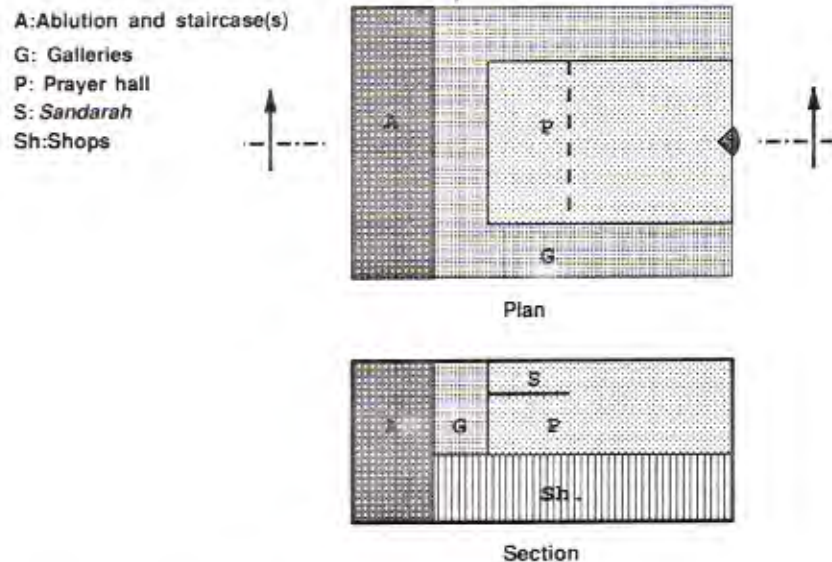 A:Ablution and staircase(s)
G: Galleries
P: Prayer hall
S: Sandarah
Sh:Shops
A
P
G
Plan
S
A G P
Sh.
Section